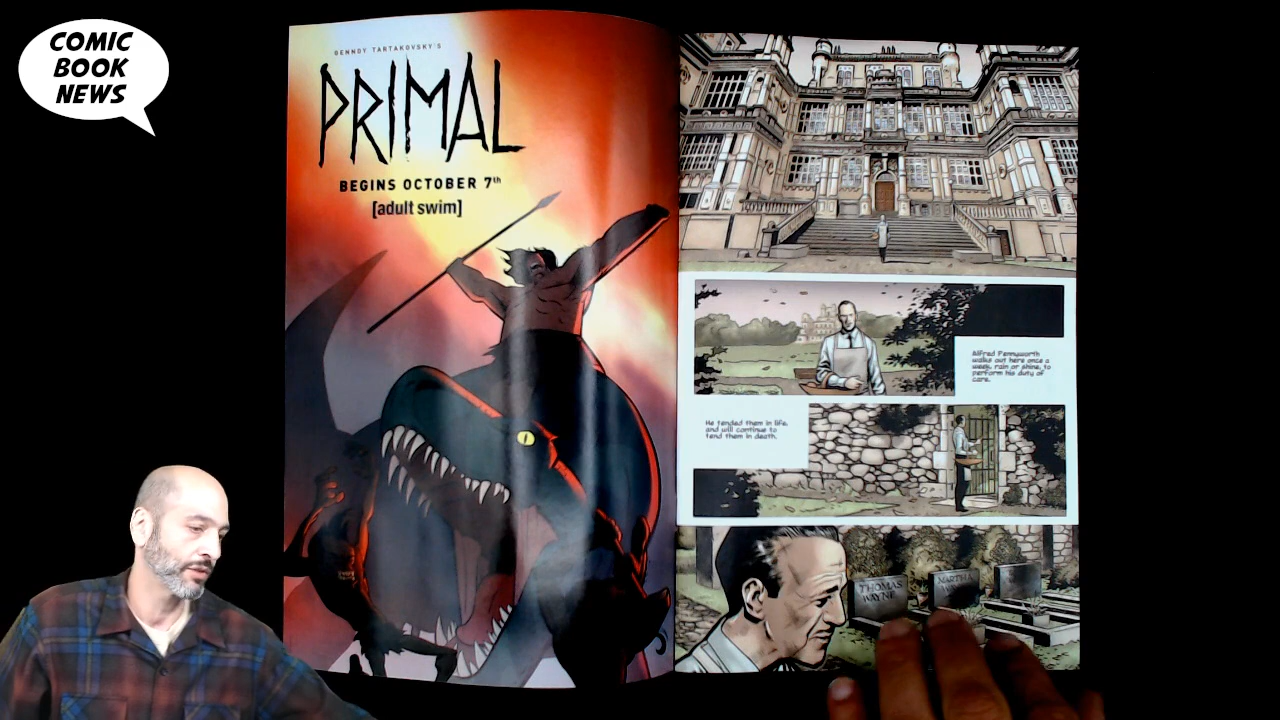 COMIC
BOOK
NEWS
GENNDY TARTAKOVSKY'S
PRIMAL
BEGINS OCTOBER 7th
[adult swim]
Alfred Pennyworth
walks out here once a
week, rain or shine, to
perform his duty of
care.
He tended them in life,
and will continue to
tend them in death.
THOMAS
WAYNE
MARTHA